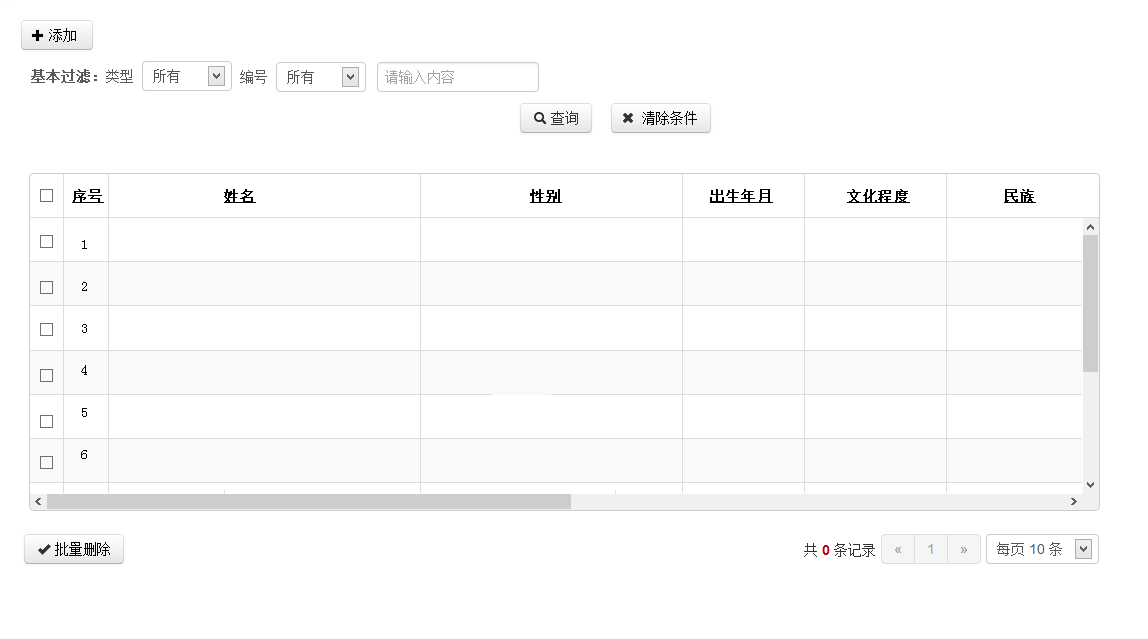 添加
基本过滤：类型 所有 编号 所有 请输入内容
查询 清除条件
序号 姓名 性别 出生年月 文化程度 民族
1
2
3
4
5
6
批量删除 共 0 条记录 « 1 » 每页 10 条